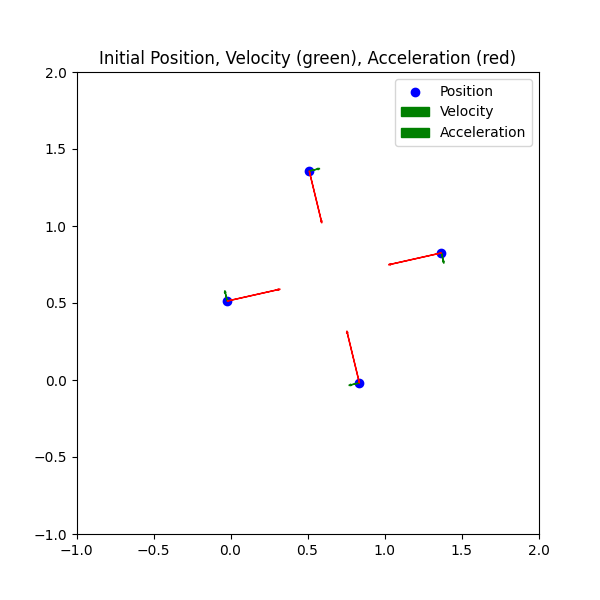 Initial Position, Velocity (green), Acceleration (red)
Position
Velocity
Acceleration
2.0
1.5
1.0
0.5
0.0
−0.5
−1.0
−1.0 −0.5 0.0 0.5 1.0 1.5 2.0